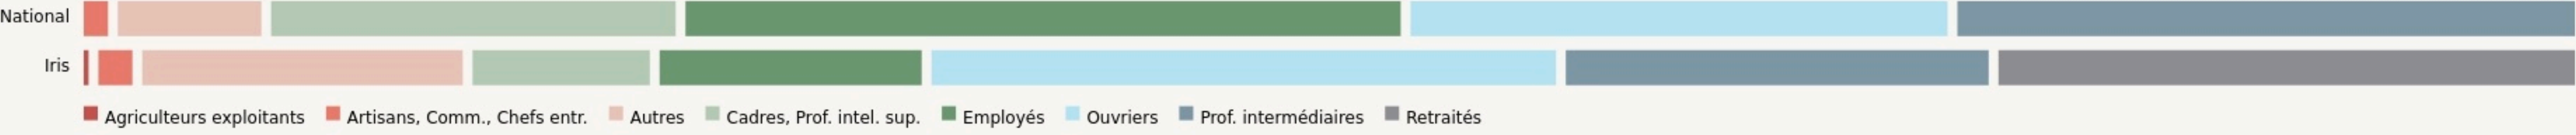 National
Iris
Agriculteurs exploitants Artisans, Comm., Chefs entr. Autres Cadres, Prof. intel. sup. Employés Ouvriers Prof. intermédiaires Retraités